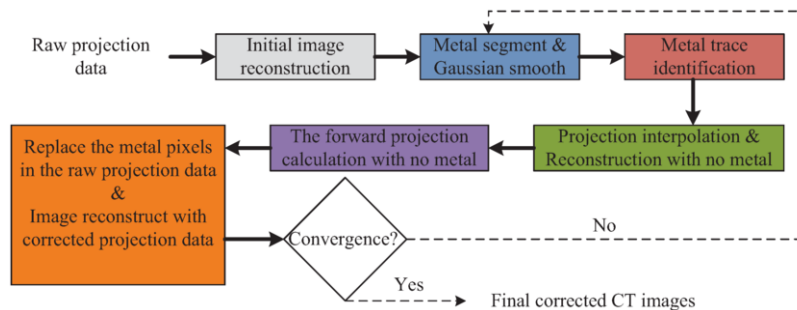 Raw projection
data
Initial image
reconstruction
Metal segment &
Gaussian smooth
Metal trace
identification
Replace the metal pixels
in the raw projection data
&
Image reconstruct with
corrected projection data
The forward projection
calculation with no metal
Projection interpolation &
Reconstruction with no metal
Convergence?
No
Yes
Final corrected CT images